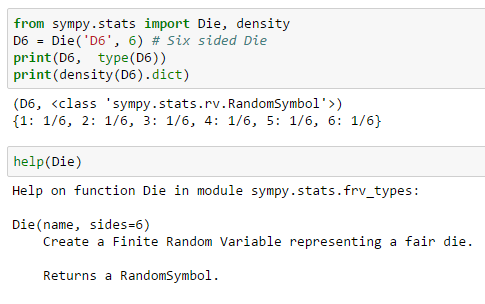 from sympy.stats import Die, density
D6 = Die('D6', 6) # Six sided Die
print(D6,  type(D6))
print(density(D6).dict)
(D6, <class 'sympy.stats.rv.RandomSymbol'>)
{1: 1/6, 2: 1/6, 3: 1/6, 4: 1/6, 5: 1/6, 6: 1/6}
help(Die)
Help on function Die in module sympy.stats.frv_types:
Die(name, sides=6)
    Create a Finite Random Variable representing a fair die.
    Returns a RandomSymbol.